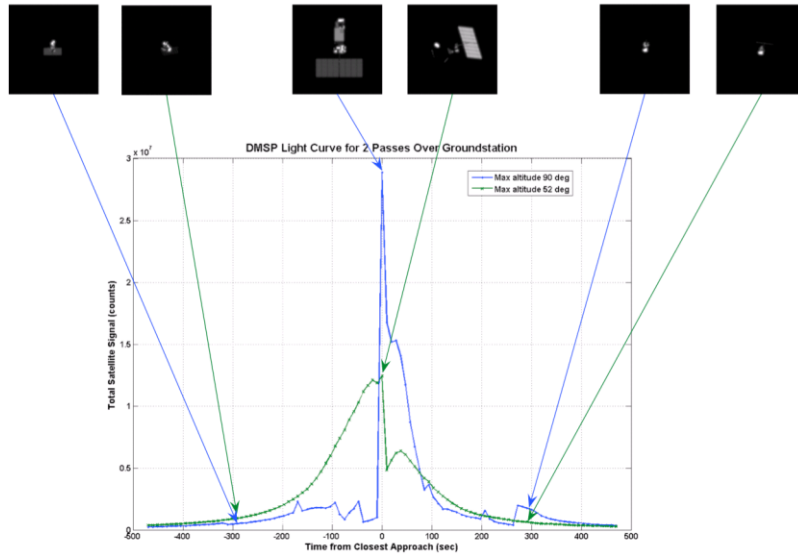 DMSP Light Curve for 2 Passes Over Groundstation
3
x 10^7
Max altitude 90 deg
Max altitude 52 deg
2.5
2
1.5
1
0.5
0
Total Satellite Signal (counts)
-500 -400 -300 -200 -100 0 100 200 300 400 500
Time from Closest Approach (sec)